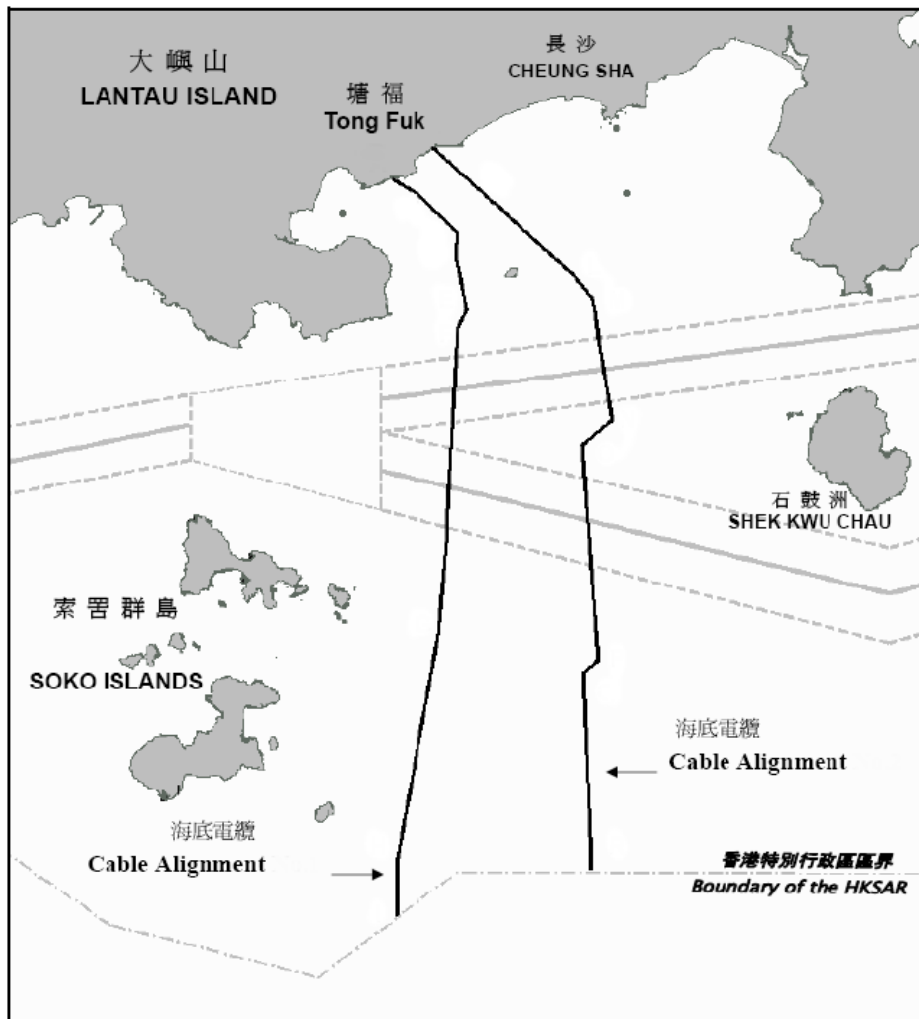 大嶼山
LANTAU ISLAND
塘福
Tong Fuk
長沙
CHEUNG SHA
石鼓洲
SHEK KWU CHAU
索罟群島
SOKO ISLANDS
海底電纜
Cable Alignment
海底電纜
Cable Alignment
香港特別行政區區界
Boundary of the HKSAR